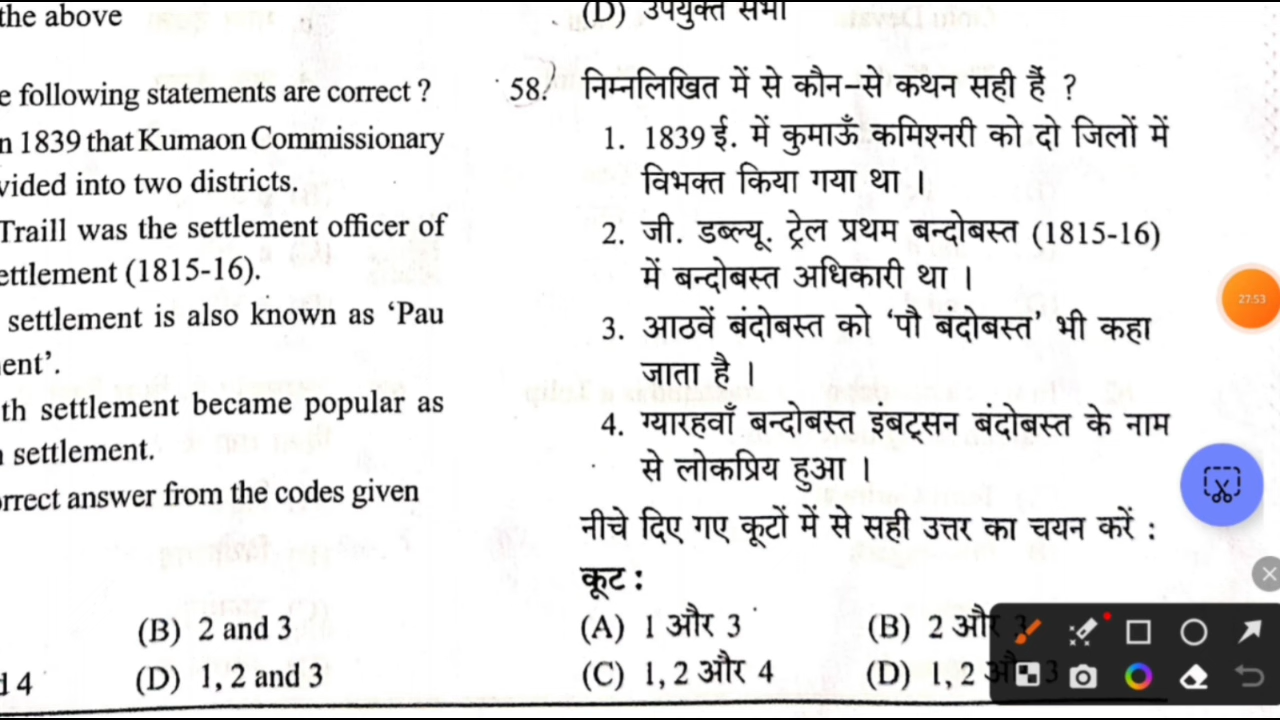 the above
e following statements are correct ?
n 1839 that Kumaon Commissionary
vided into two districts.
Traill was the settlement officer of
ettlement (1815-16).
settlement is also known as ‘Pau
ent’.
th settlement became popular as
settlement.
rrect answer from the codes given
(B) 2 and 3
d 4
(D) 1, 2 and 3
(D) उपर्युक्त सभी
58. निम्नलिखित में से कौन-से कथन सही हैं ?
1. 1839 ई. में कुमाऊँ कमिश्नरी को दो जिलों में
विभक्त किया गया था ।
2. जी. डब्ल्यू. ट्रेल प्रथम बन्दोबस्त (1815-16)
में बन्दोबस्त अधिकारी था ।
3. आठवें बंदोबस्त को ‘पौ बंदोबस्त’ भी कहा
जाता है ।
4. ग्यारहवाँ बन्दोबस्त इंबट्सन बंदोबस्त के नाम
से लोकप्रिय हुआ ।
नीचे दिए गए कूटों में से सही उत्तर का चयन करें :
कूट :
(A) 1 और 3
(B) 2 और 3
(C) 1, 2 और 4
(D) 1, 2 और 3
27:53